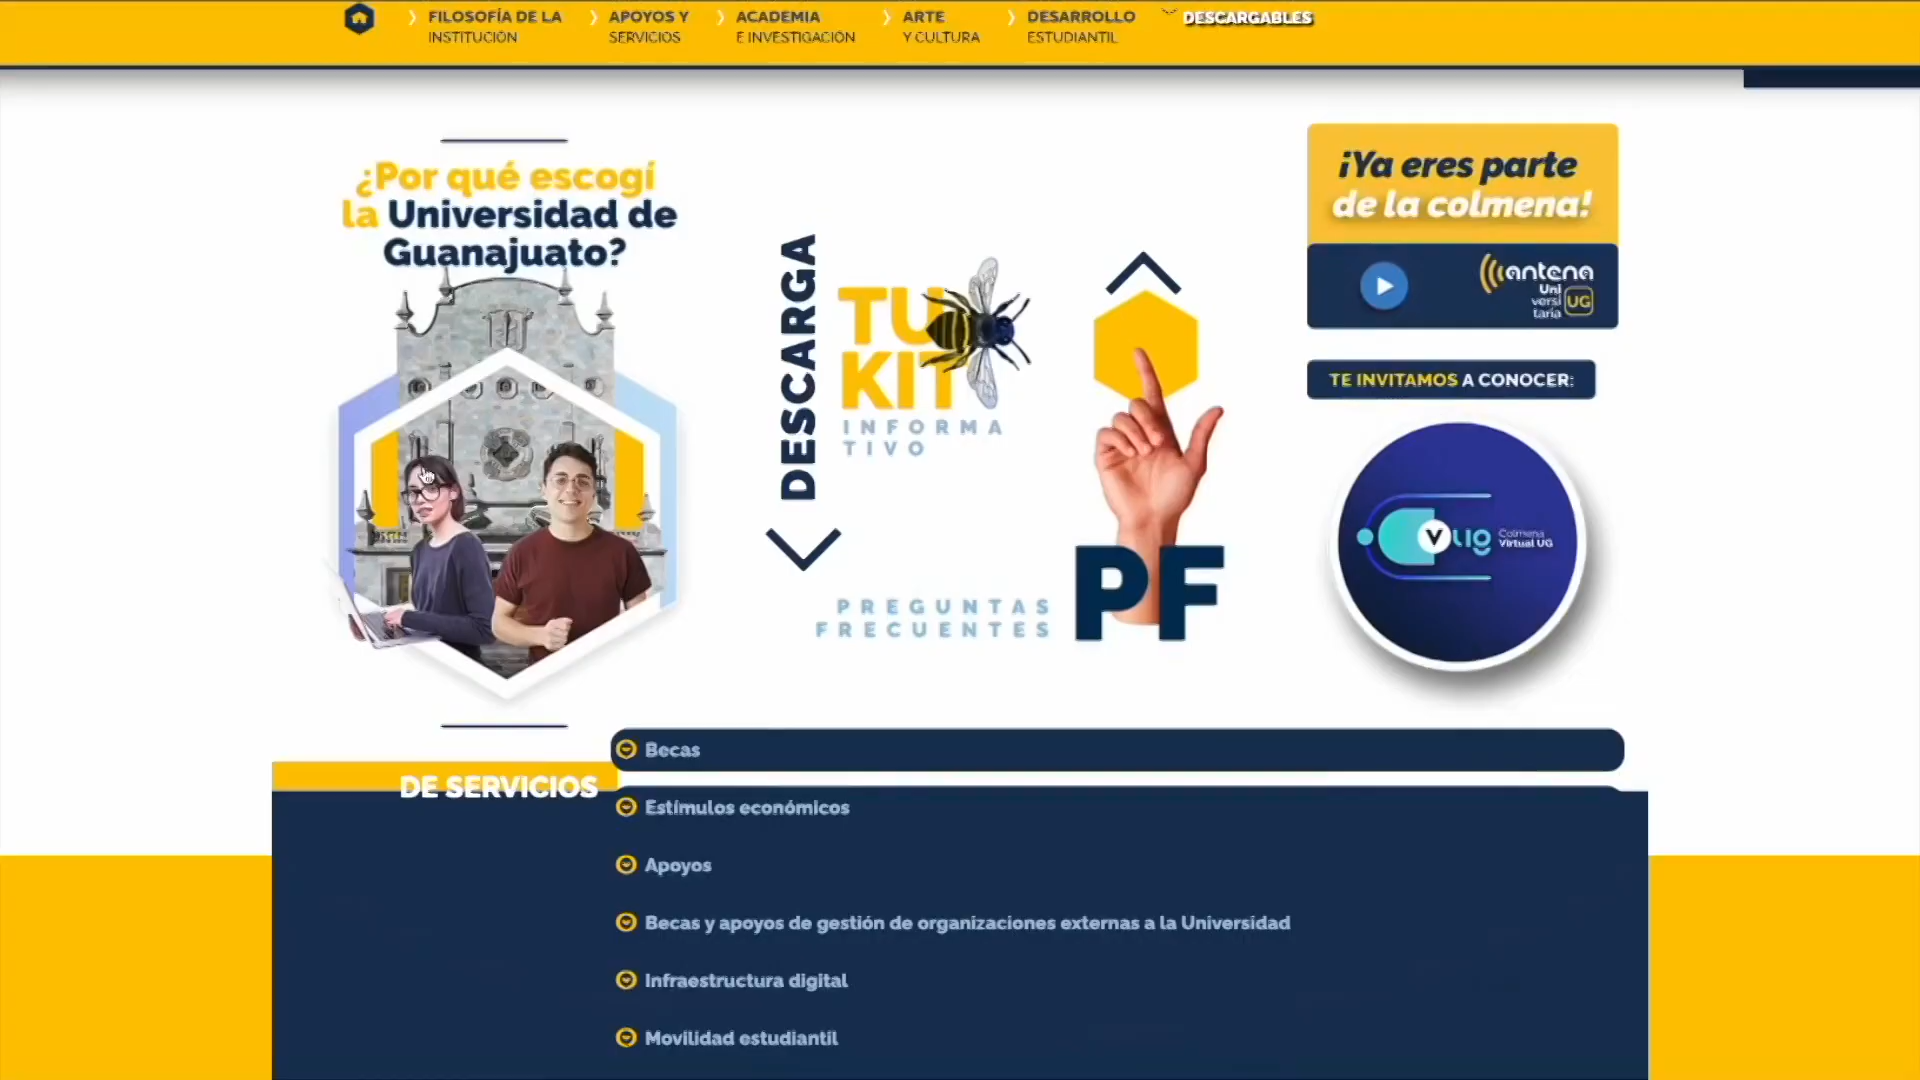 FILOSOFÍA DE LA
INSTITUCIÓN
APOYOS Y
SERVICIOS
ACADEMIA
E INVESTIGACIÓN
ARTE
Y CULTURA
DESARROLLO
ESTUDIANTIL
DESCARGABLES
¿Por qué escogí
la Universidad de
Guanajuato?
DESCARGA
TU
KIT
INFORMA
TIVO
PREGUNTAS
FRECUENTES
PF
¡Ya eres parte
de la colmena!
antena
Uni
versi
taria
UG
TE INVITAMOS A CONOCER:
V UG
Colmena
Virtual UG
DE SERVICIOS
Becas
Estímulos económicos
Apoyos
Becas y apoyos de gestión de organizaciones externas a la Universidad
Infraestructura digital
Movilidad estudiantil